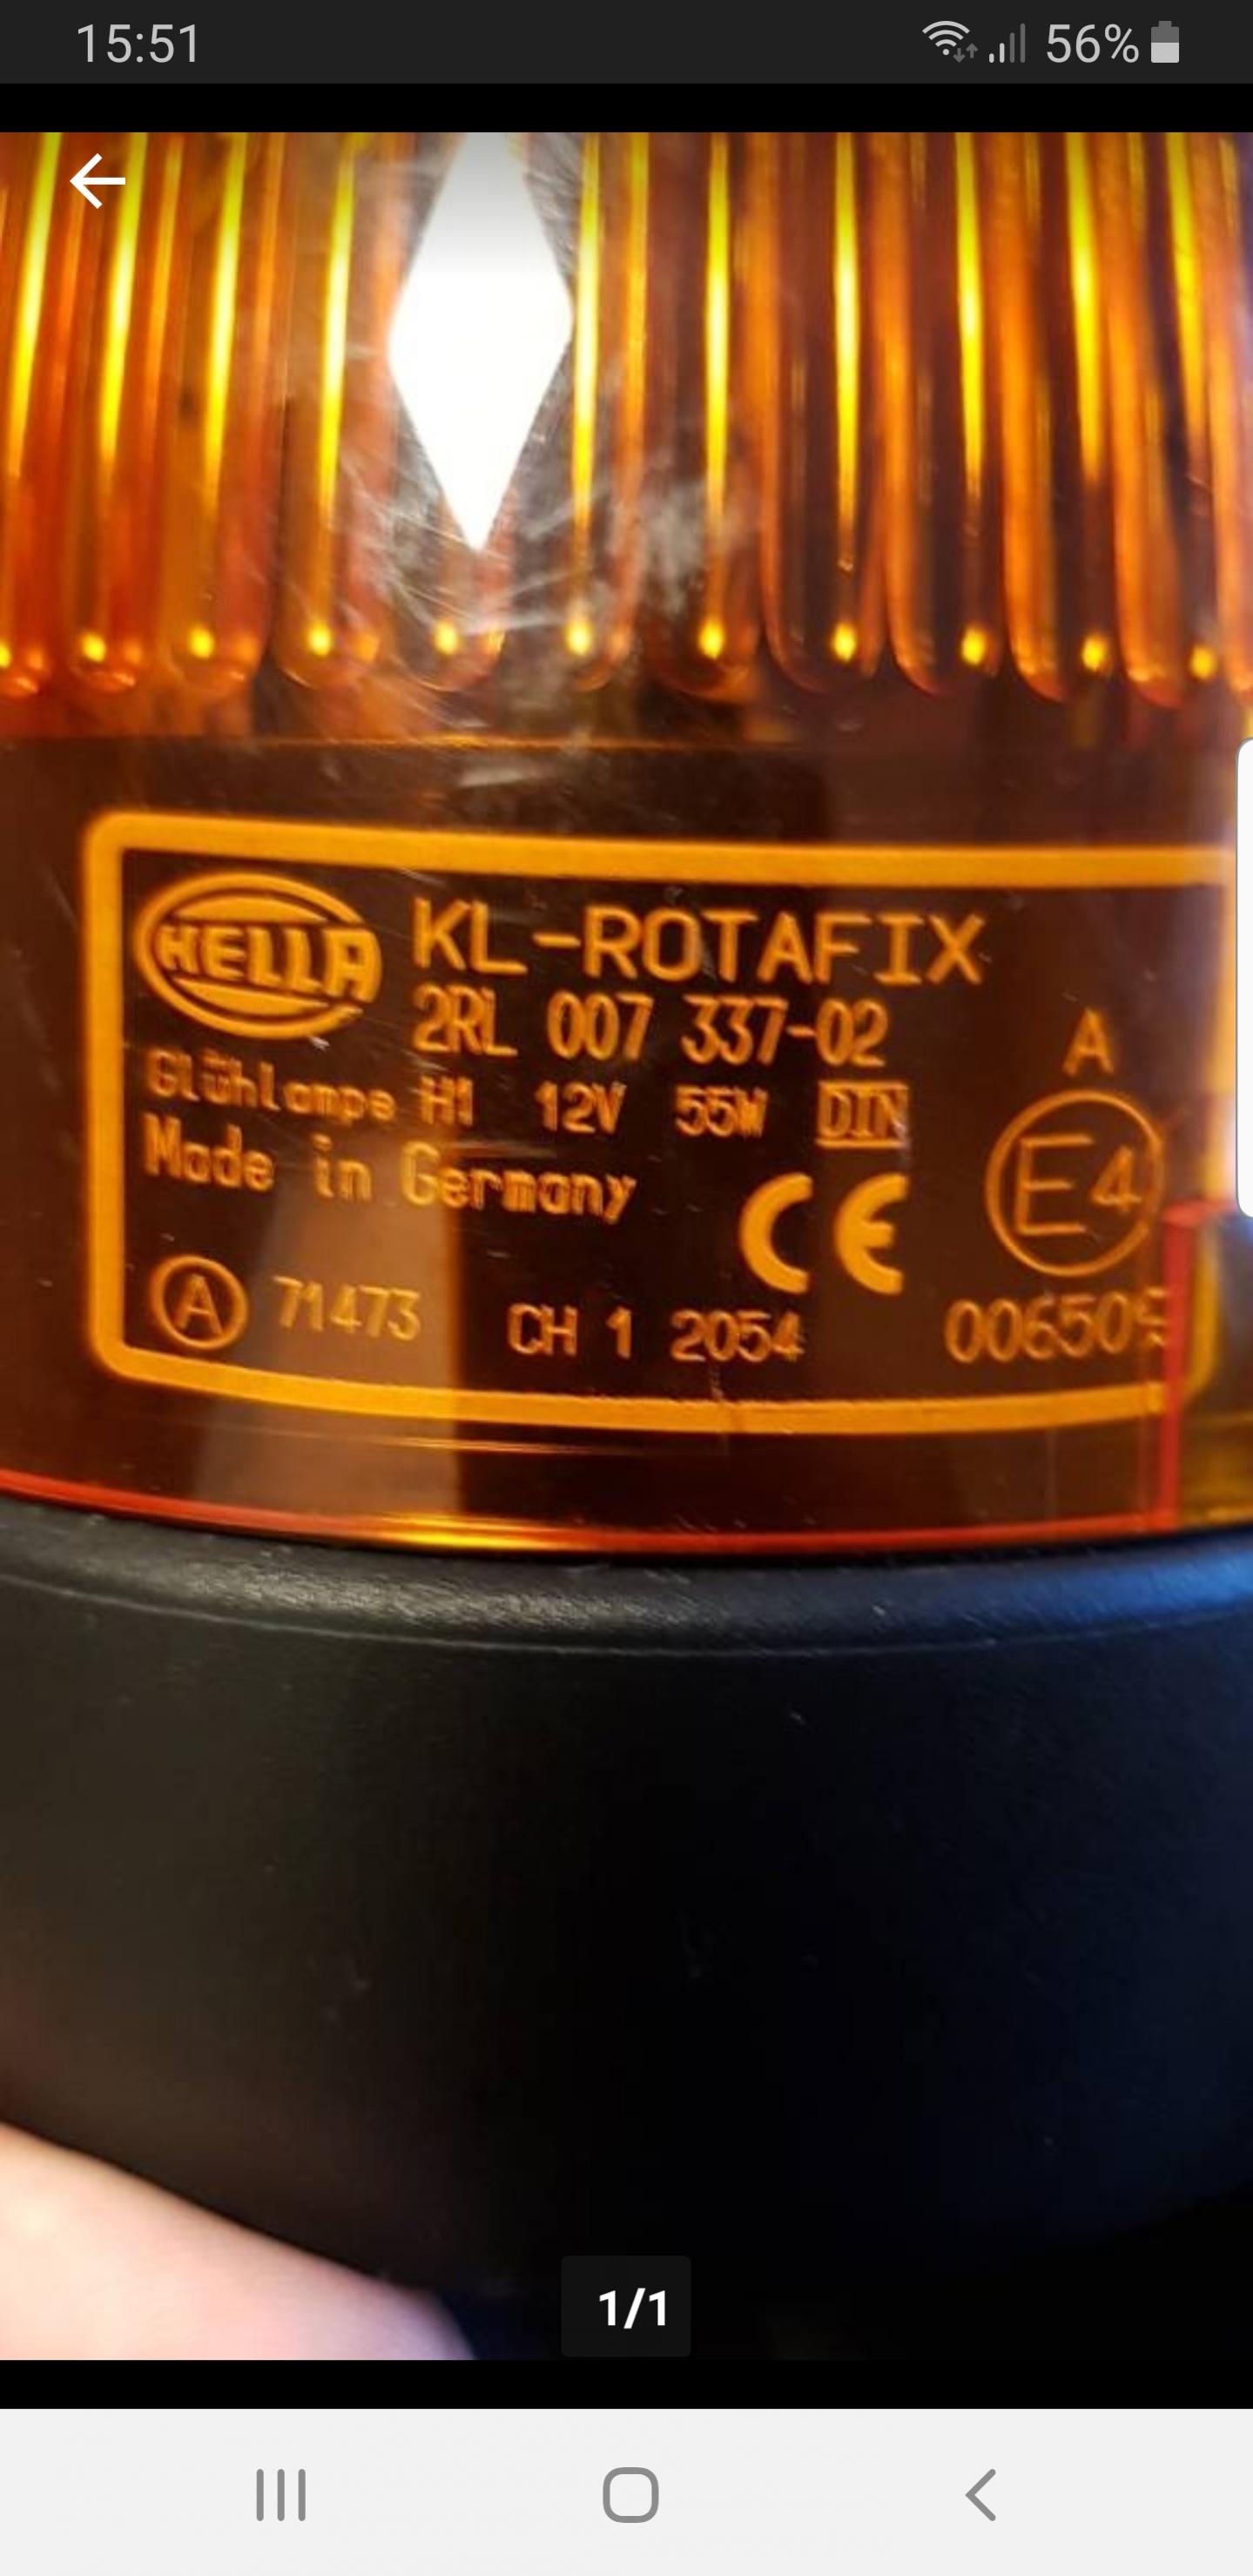 15:51 56%
HELLA KL-ROTAFIX
2RL 007 337-02
A
Glühlampe H1 12V 55W DIN
Made in Germany
CE E4
A 71473 CH 1 2054
1/1